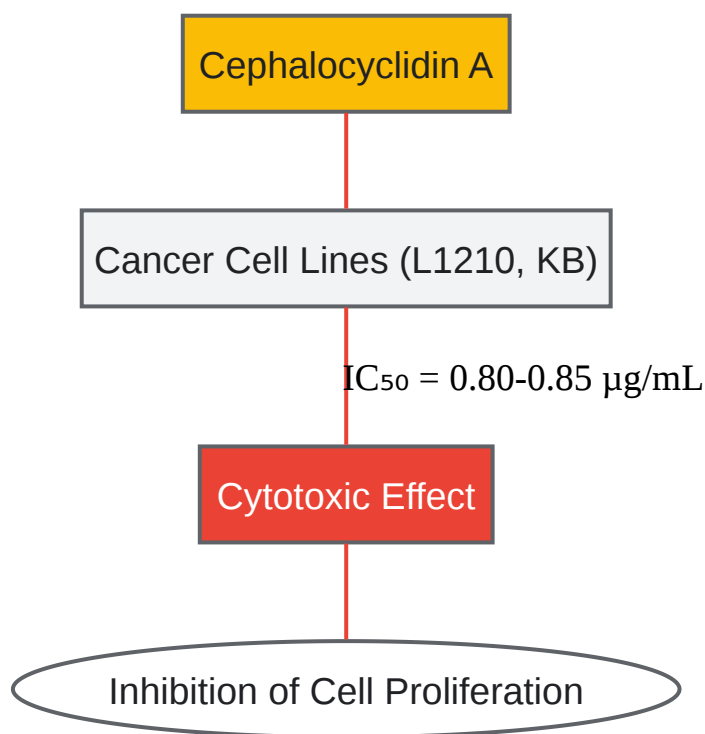 Cephalocyclidin A
Cancer Cell Lines (L1210, KB)
IC₅₀ = 0.80-0.85 µg/mL
Cytotoxic Effect
Inhibition of Cell Proliferation